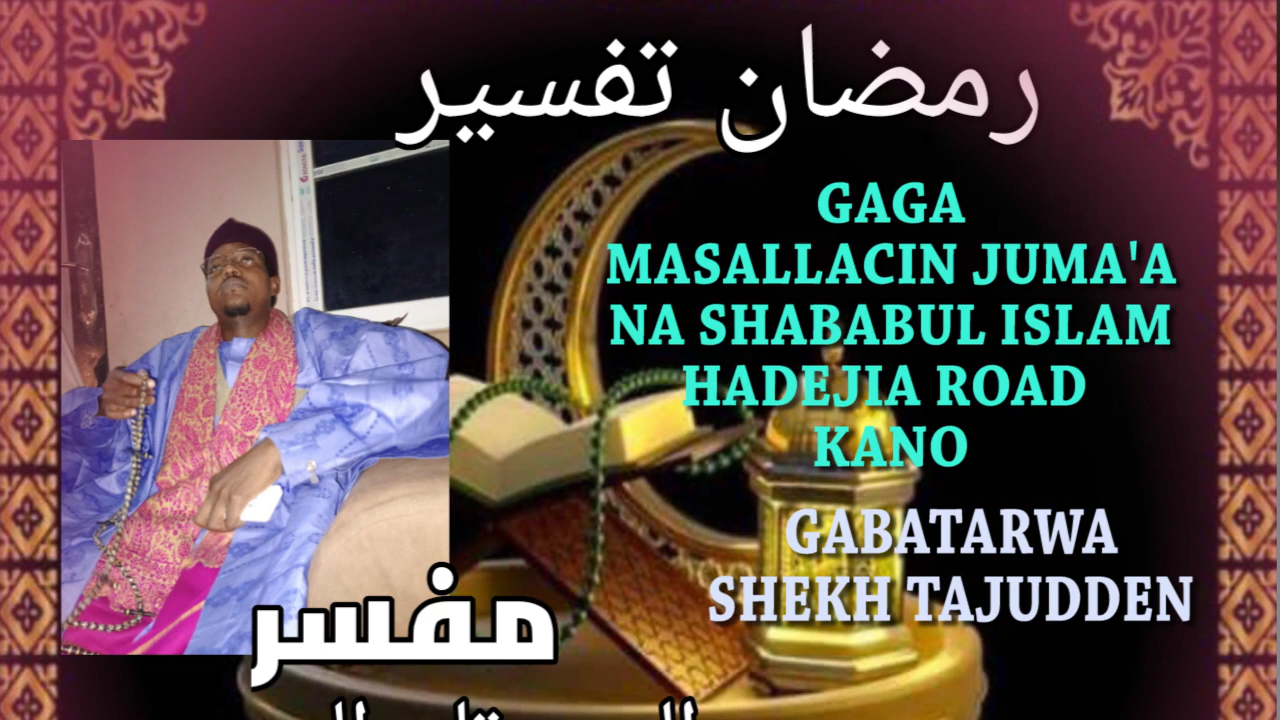 رمضان تفسير
GAGA
MASALLACIN JUMA'A
NA SHABABUL ISLAM
HADEJIA ROAD
KANO
GABATARWA
SHEKH TAJUDDEN
مفسر